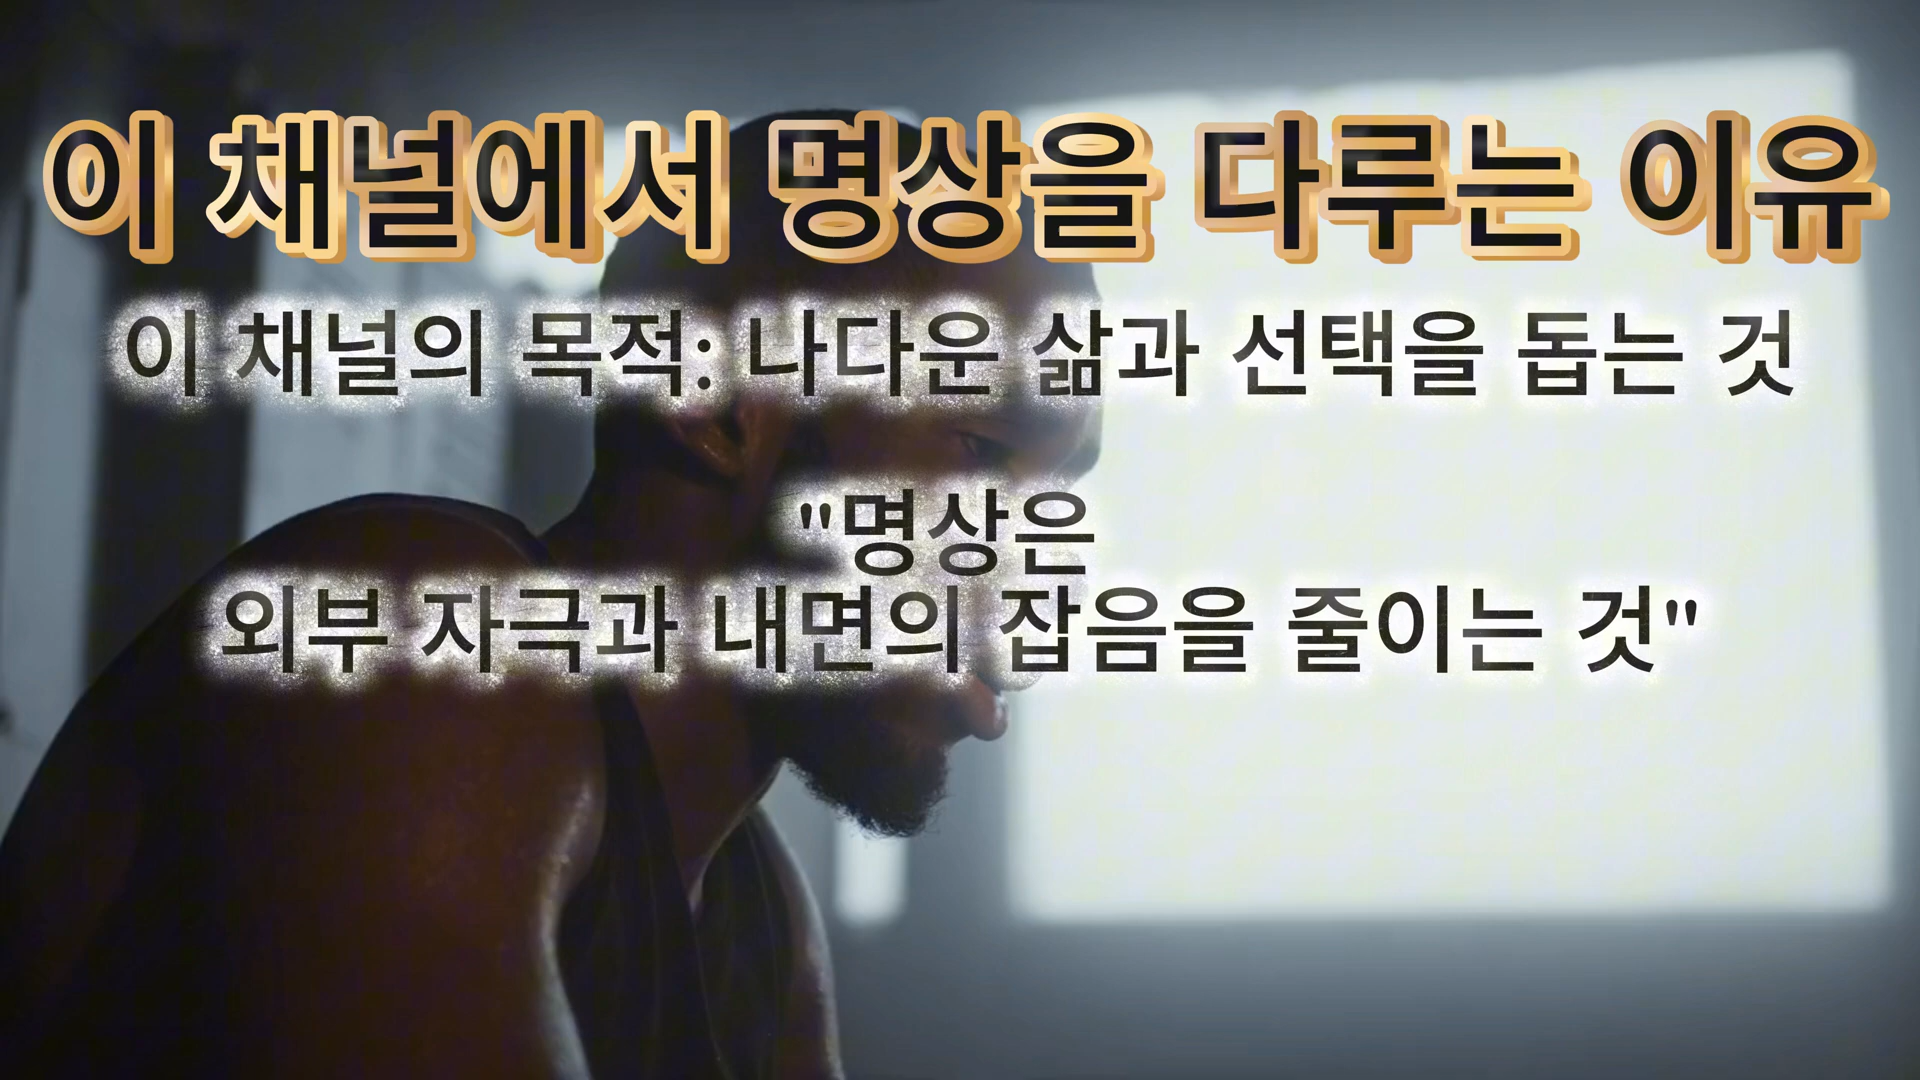 이 채널에서 명상을 다루는 이유
이 채널의 목적: 나다운 삶과 선택을 돕는 것
"명상은
외부 자극과 내면의 잡음을 줄이는 것"